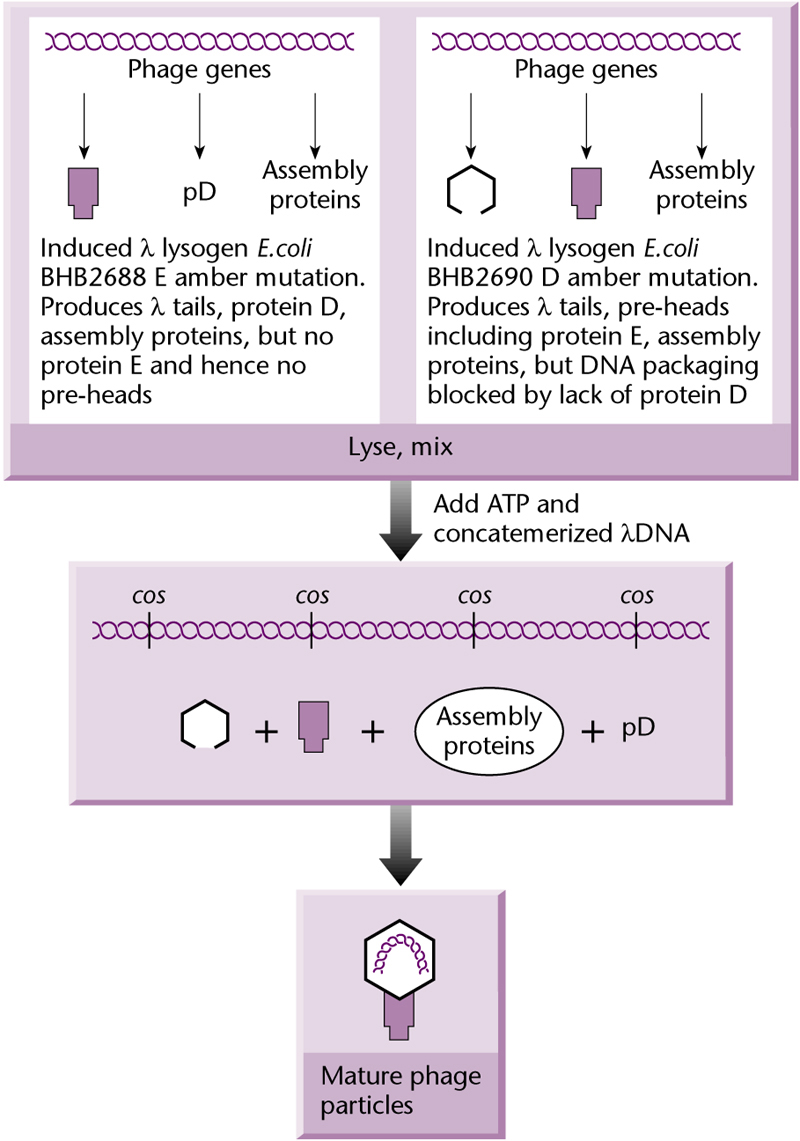 Phage genes
pD
Assembly
proteins
Induced λ lysogen E.coli
BHB2688 E amber mutation.
Produces λ tails, protein D,
assembly proteins, but no
protein E and hence no
pre-heads
Phage genes
Assembly
proteins
Induced λ lysogen E.coli
BHB2690 D amber mutation.
Produces λ tails, pre-heads
including protein E, assembly
proteins, but DNA packaging
blocked by lack of protein D
Lyse, mix
Add ATP and
concatemerized λDNA
cos cos cos cos
+ + Assembly
proteins + pD
Mature phage
particles